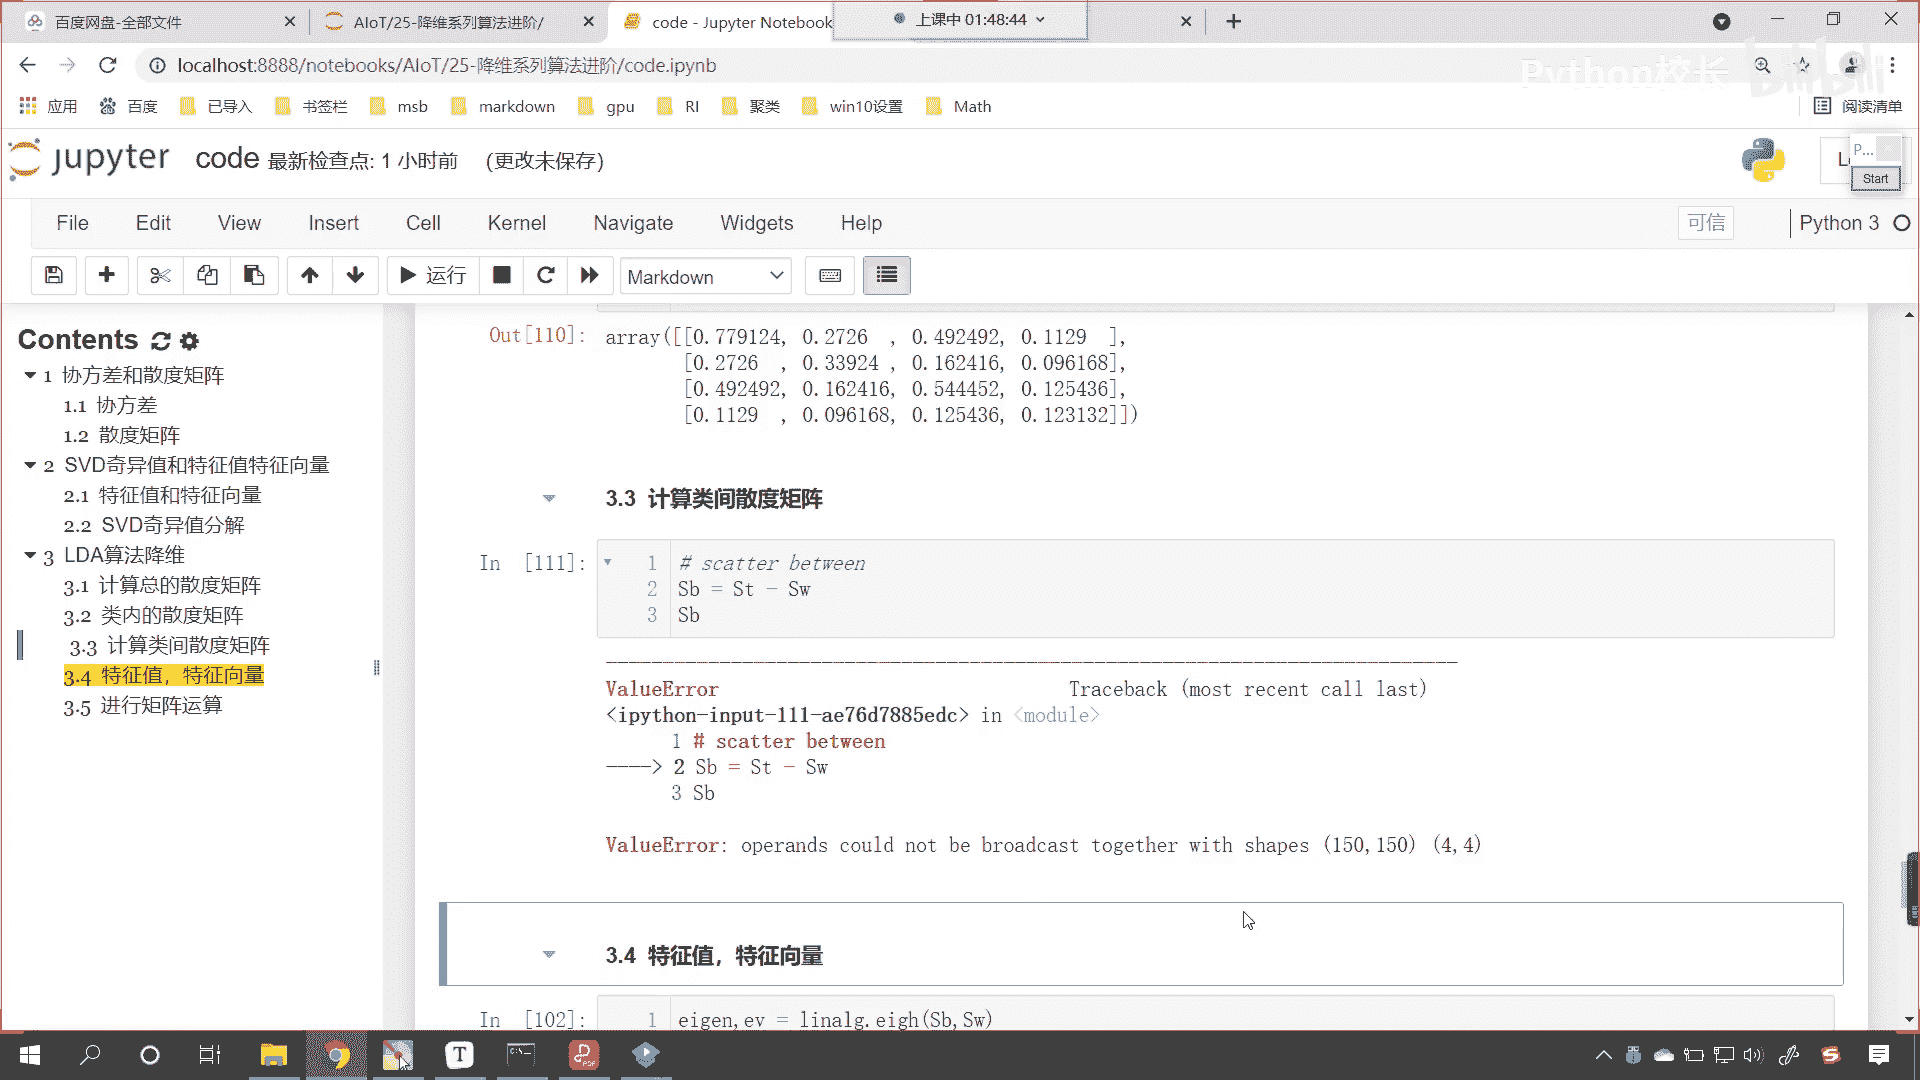 百度网盘-全部文件
AIoT/25-降维系列算法进阶/
code - Jupyter Notebook
上课中 01:48:44
localhost:8888/notebooks/AIoT/25-降维系列算法进阶/code.ipynb
Python校长
bilibili
应用 百度 已导入 书签栏 msb markdown gpu RI 聚类 win10设置 Math 阅读清单
jupyter code 最新检查点: 1 小时前 (更改未保存)
P...
Start
File Edit View Insert Cell Kernel Navigate Widgets Help 可信 Python 3
运行 Markdown
Contents
1 协方差和散度矩阵
1.1 协方差
1.2 散度矩阵
2 SVD奇异值和特征值特征向量
2.1 特征值和特征向量
2.2 SVD奇异值分解
3 LDA算法降维
3.1 计算总的散度矩阵
3.2 类内的散度矩阵
3.3 计算类间散度矩阵
3.4 特征值，特征向量
3.5 进行矩阵运算
Out[110]: array([[0.779124, 0.2726  , 0.492492, 0.1129  ],
[0.2726  , 0.33924 , 0.162416, 0.096168],
[0.492492, 0.162416, 0.544452, 0.125436],
[0.1129  , 0.096168, 0.125436, 0.123132]])
3.3 计算类间散度矩阵
In [111]: 1 # scatter between
2 Sb = St - Sw
3 Sb
---------------------------------------------------------------------------
ValueError Traceback (most recent call last)
<ipython-input-111-ae76d7885edc> in <module>
1 # scatter between
----> 2 Sb = St - Sw
3 Sb
ValueError: operands could not be broadcast together with shapes (150,150) (4,4)
3.4 特征值，特征向量
In [102]: 1 eigen,ev = linalg.eigh(Sb,Sw)